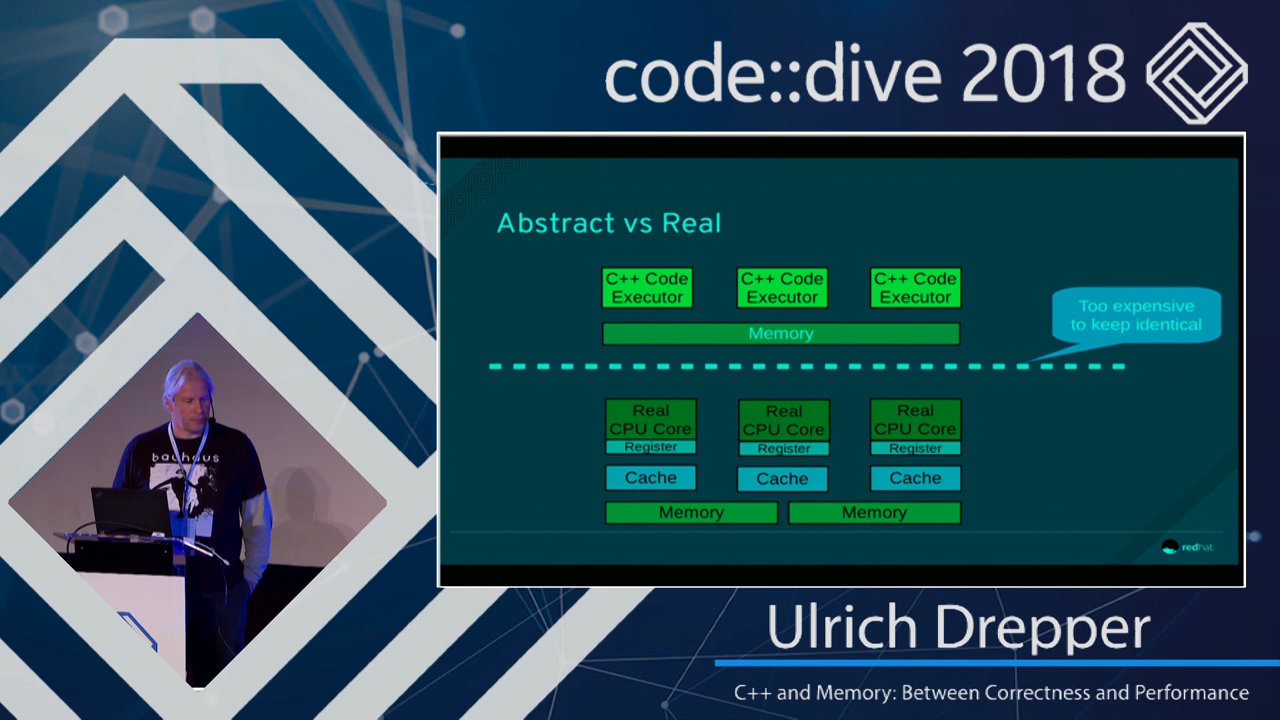 code::dive 2018
Abstract vs Real
C++ Code
Executor
C++ Code
Executor
C++ Code
Executor
Memory
Too expensive
to keep identical
Real
CPU Core
Register
Real
CPU Core
Register
Real
CPU Core
Register
Cache
Cache
Cache
Memory
Memory
redhat
bauhaus
Ulrich Drepper
C++ and Memory: Between Correctness and Performance